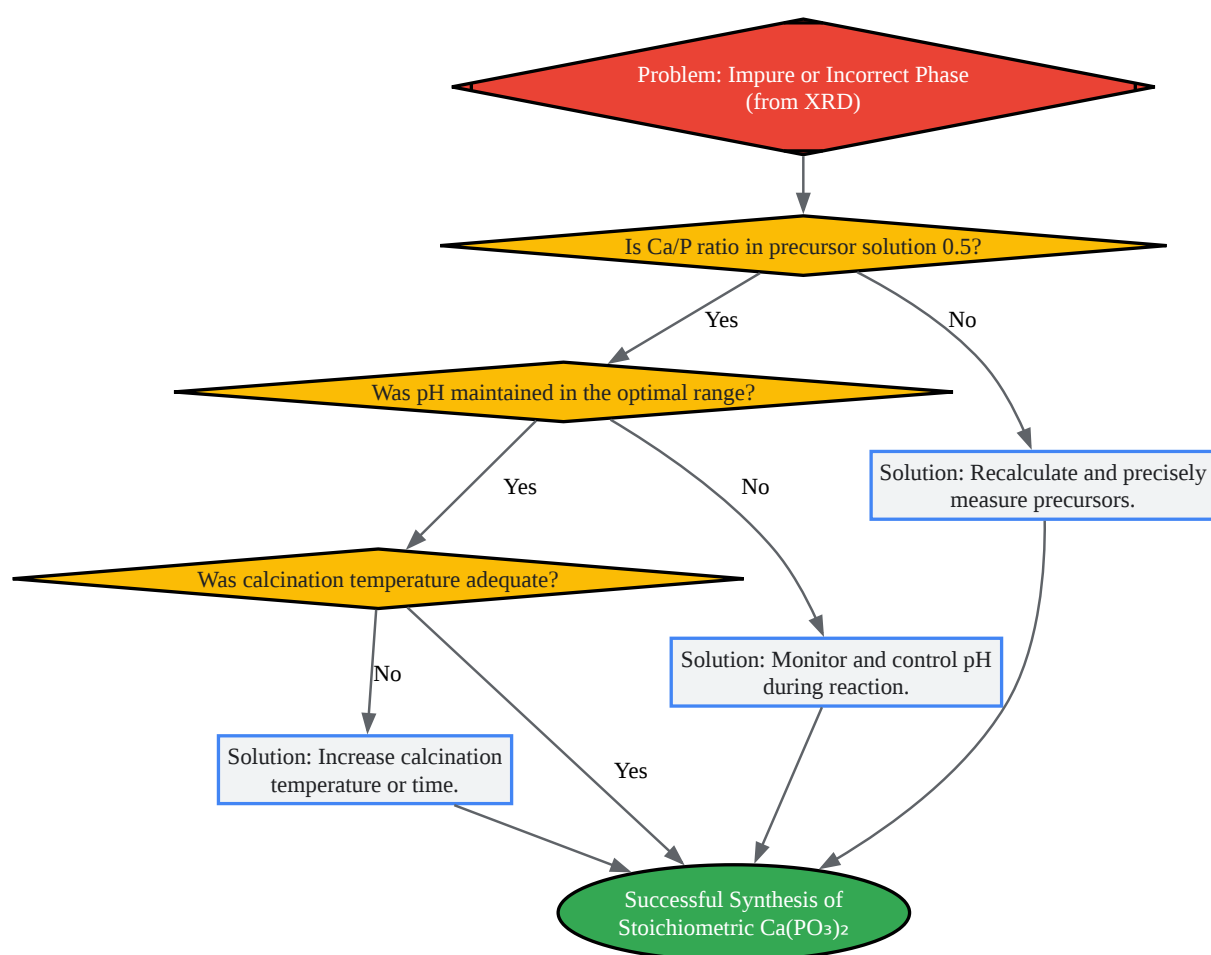 Problem: Impure or Incorrect Phase
(from XRD)
Is Ca/P ratio in precursor solution 0.5?
Yes
No
Was pH maintained in the optimal range?
Solution: Recalculate and precisely
measure precursors.
Yes
No
Was calcination temperature adequate?
Solution: Monitor and control pH
during reaction.
No
Yes
Solution: Increase calcination
temperature or time.
Successful Synthesis of
Stoichiometric Ca(PO₃)₂